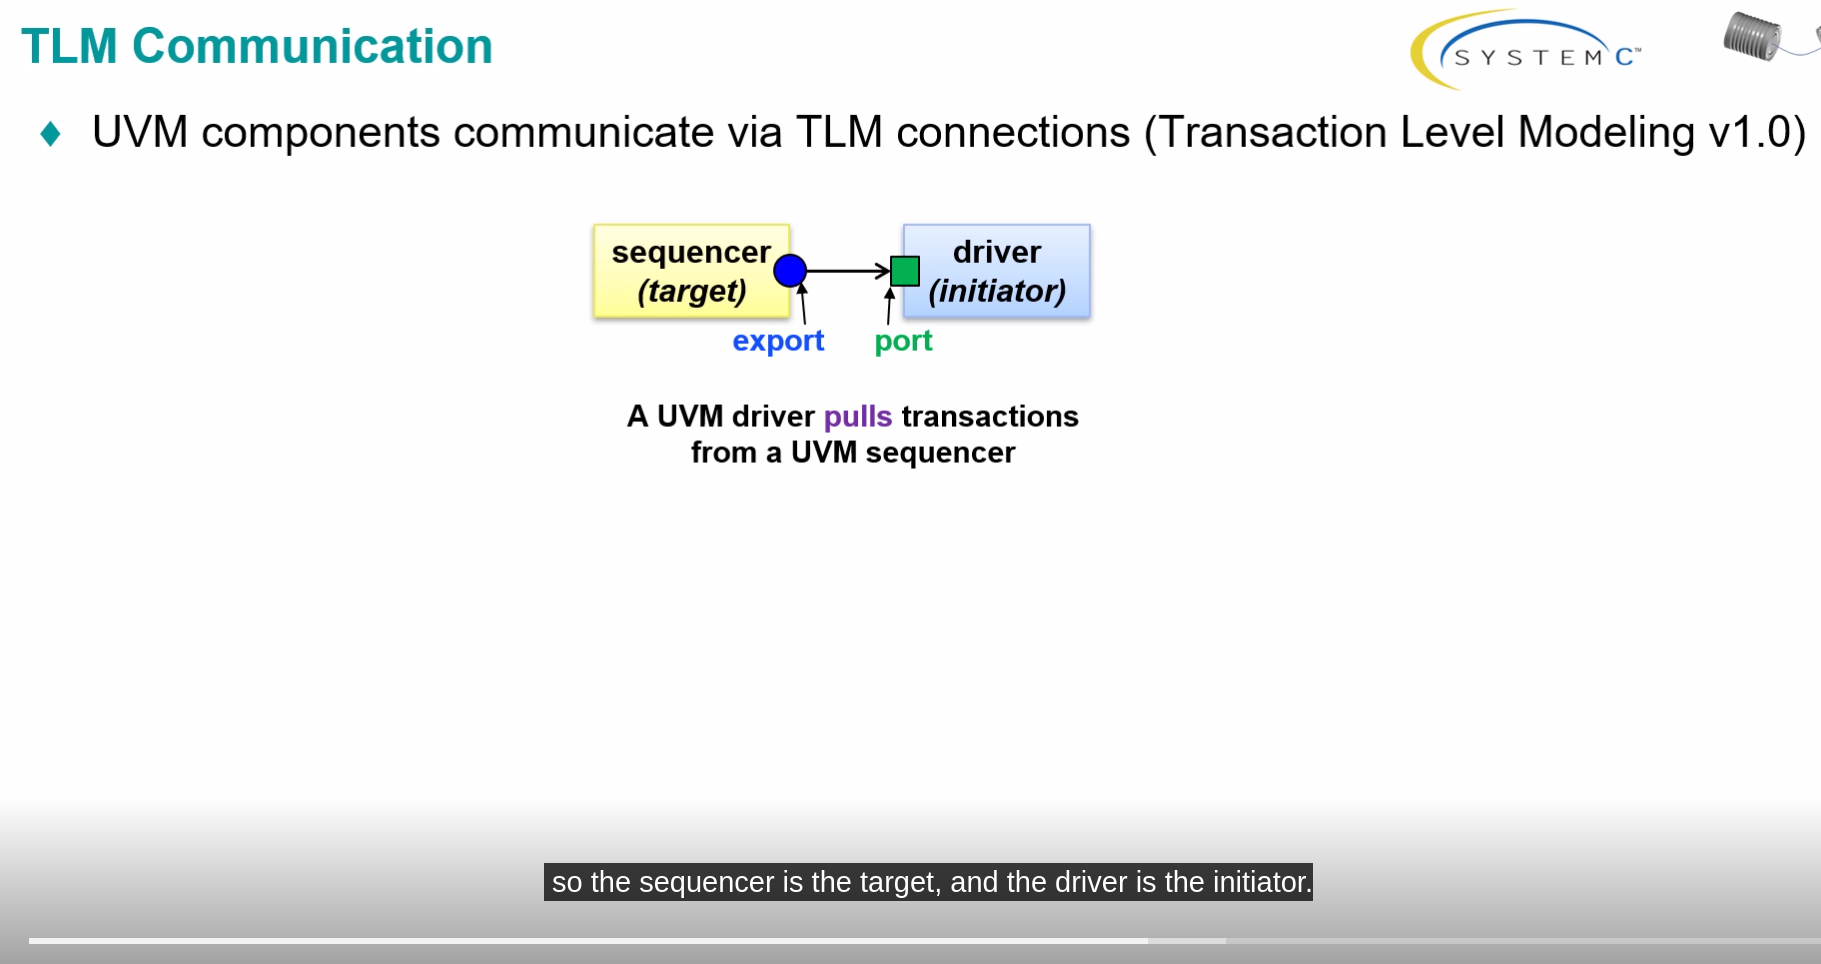 TLM Communication
SYSTEM C™
♦ UVM components communicate via TLM connections (Transaction Level Modeling v1.0)
sequencer
(target)
driver
(initiator)
export
port
A UVM driver pulls transactions
from a UVM sequencer
so the sequencer is the target, and the driver is the initiator.